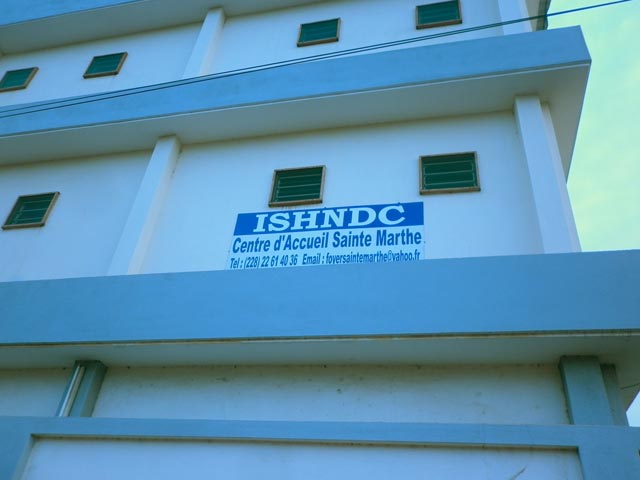 ISHNDC
Centre d'Accueil Sainte Marthe
Tel : (228) 22 61 40 36 Email : foyersaintemarthe@yahoo.fr